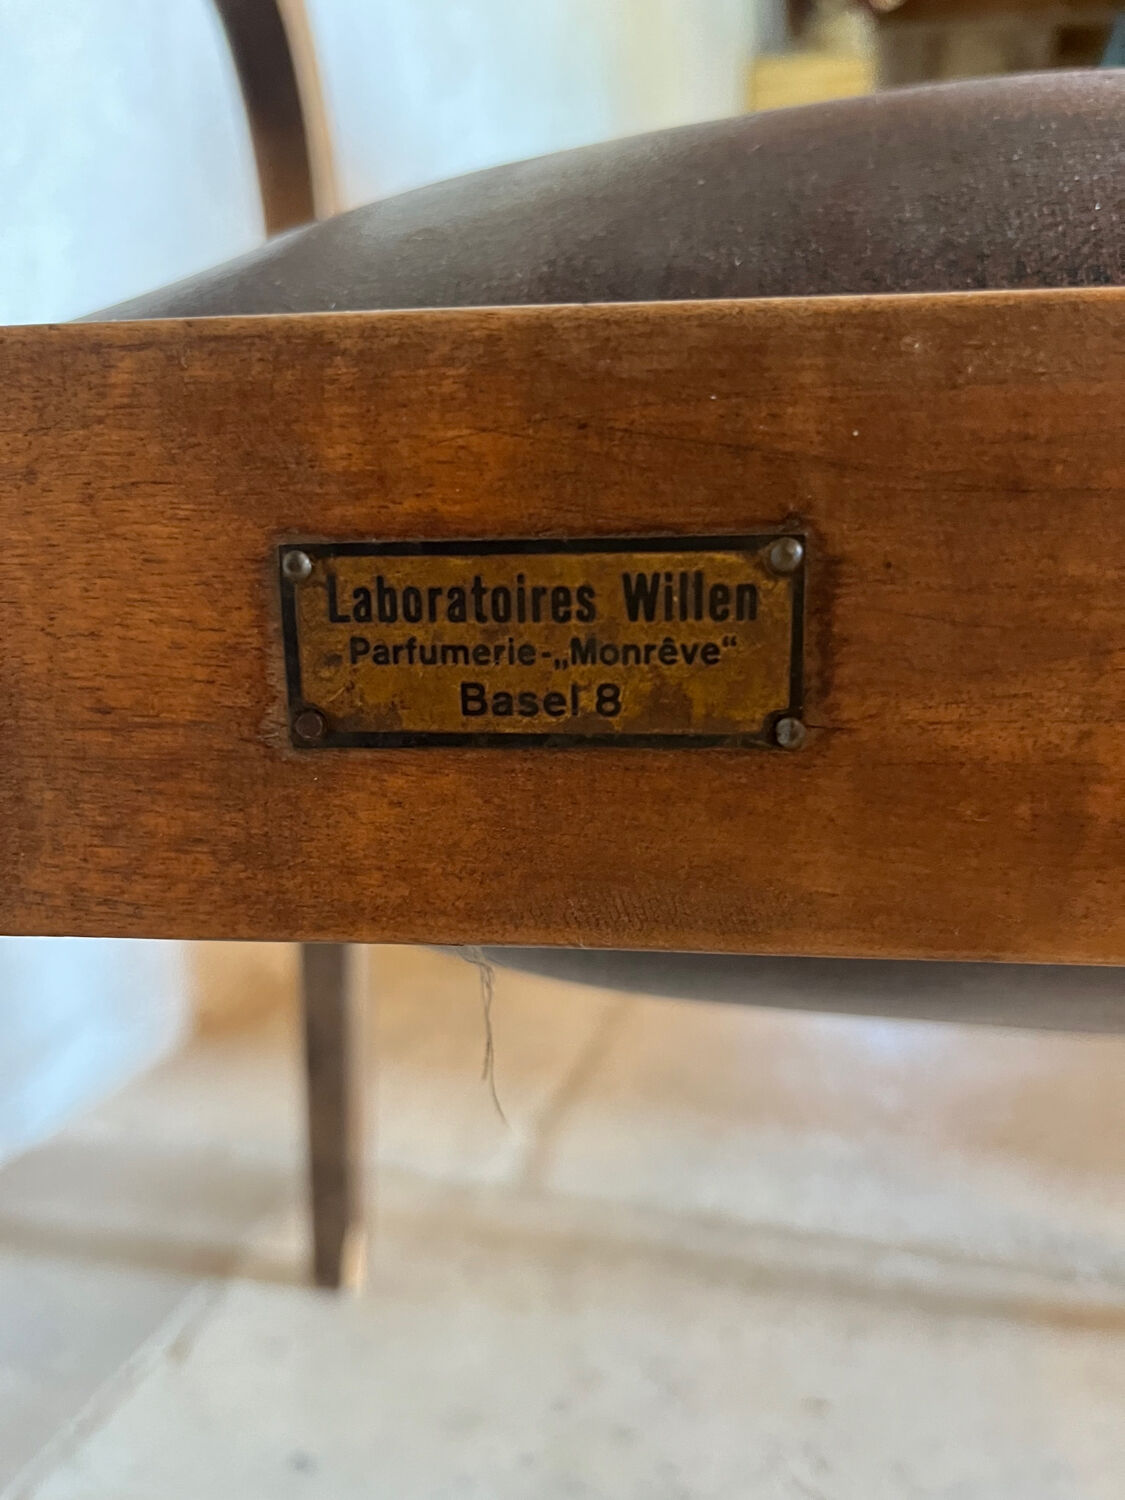 Laboratoires Willen
Parfumerie-„Monrêve“
Basel 8